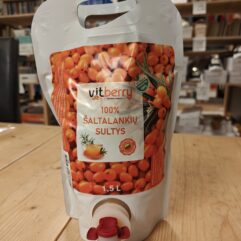 vitberry
100%
ŠALTALANKIŲ
SULTYS
1,5 L